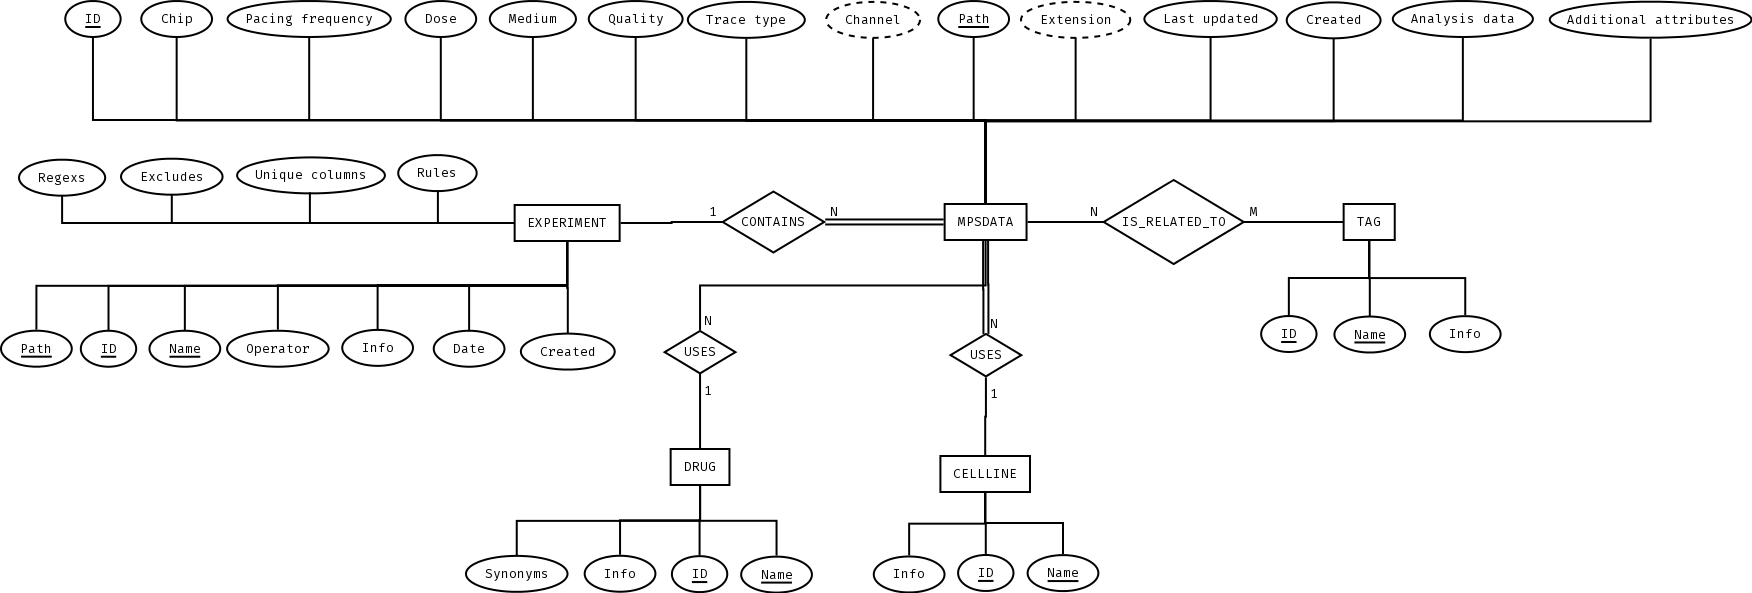 ID Chip Pacing frequency Dose Medium Quality Trace type Channel Path Extension Last updated Created Analysis data Additional attributes
Regexs Excludes Unique columns Rules
1 N N M
EXPERIMENT CONTAINS MPSDATA IS_RELATED_TO TAG
N N
Path ID Name Operator Info Date Created USES USES ID Name Info
1 1
DRUG CELLLINE
Synonyms Info ID Name Info ID Name